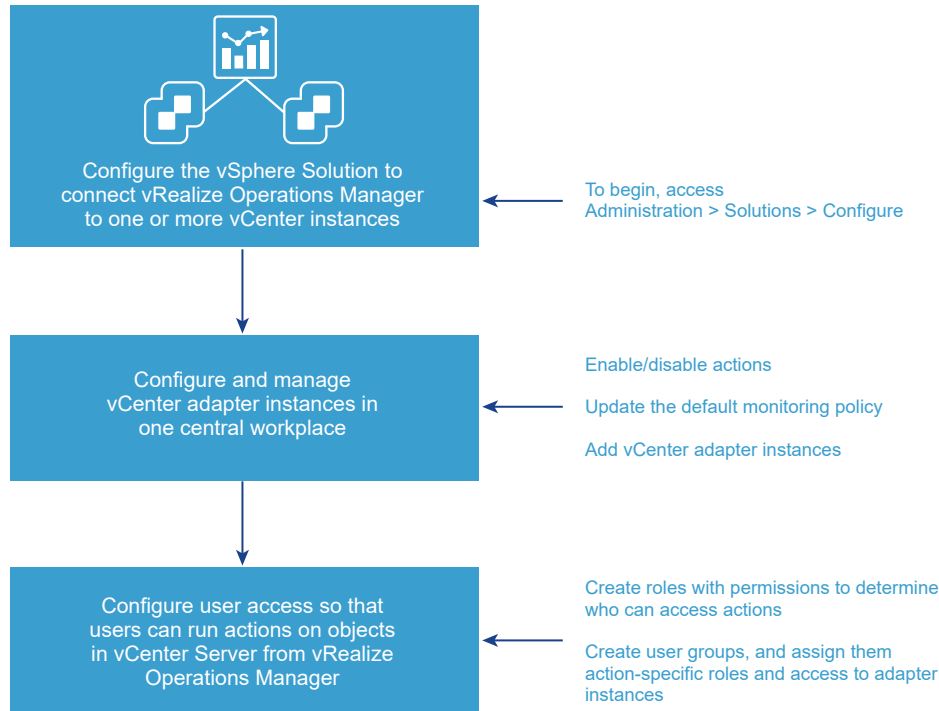 Configure the vSphere Solution to
connect vRealize Operations Manager
to one or more vCenter instances
To begin, access
Administration > Solutions > Configure
Configure and manage
vCenter adapter instances in
one central workplace
Enable/disable actions
Update the default monitoring policy
Add vCenter adapter instances
Configure user access so that
users can run actions on objects
in vCenter Server from vRealize
Operations Manager
Create roles with permissions to determine
who can access actions
Create user groups, and assign them
action-specific roles and access to adapter
instances